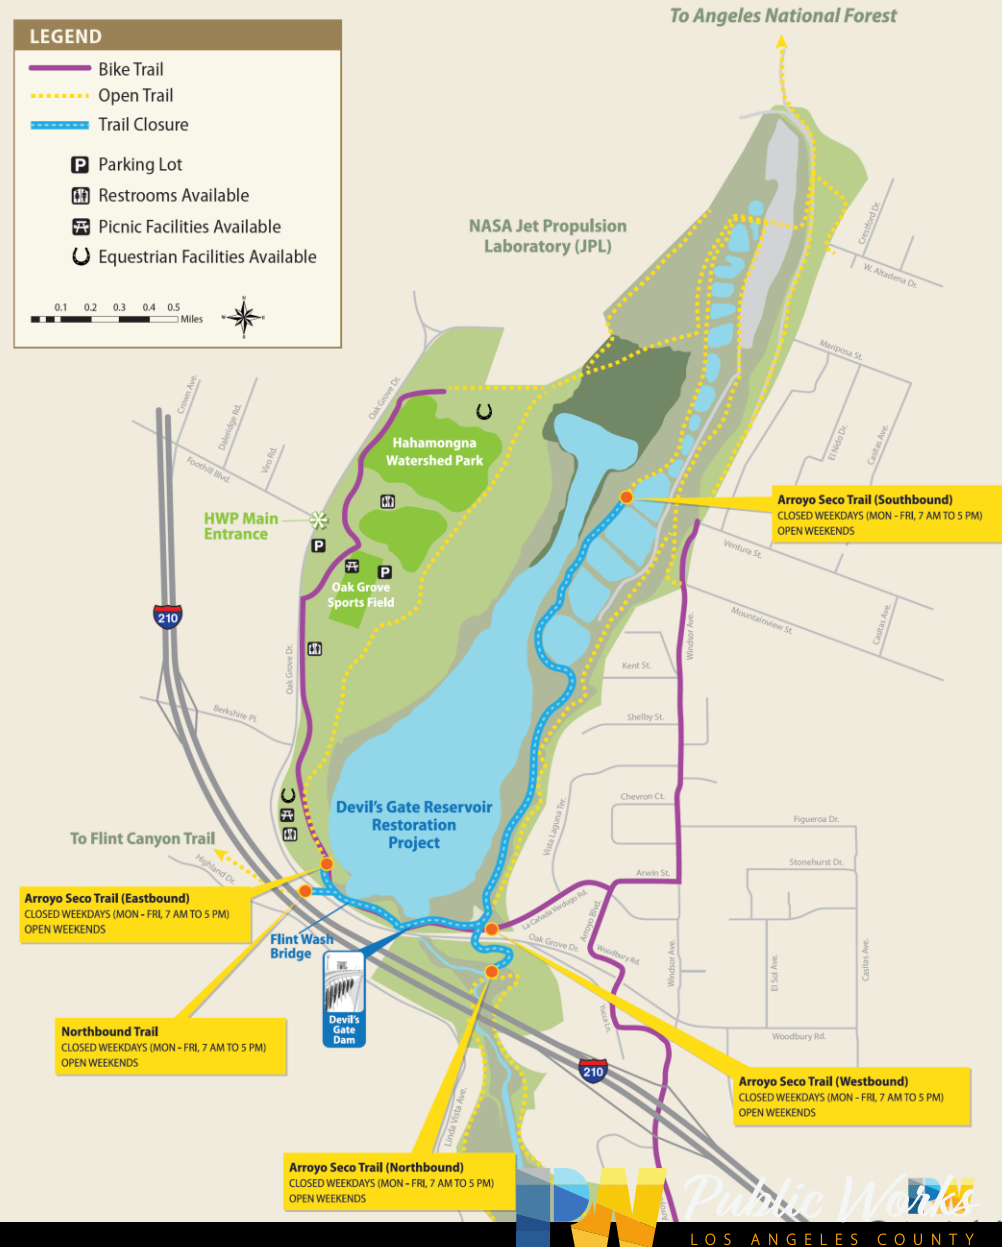 To Angeles National Forest
LEGEND
Bike Trail
Open Trail
Trail Closure
P Parking Lot
Restrooms Available
Picnic Facilities Available
Equestrian Facilities Available
0.1 0.2 0.3 0.4 0.5
Miles
N
W E
S
NASA Jet Propulsion
Laboratory (JPL)
Crestford Dr.
W. Altadena Dr.
Mariposa St.
El Nido Dr.
Casitas Ave.
Crown Ave.
Daleridge Rd.
Viro Rd.
Foothill Blvd.
Oak Grove Dr.
Hahamongna
Watershed Park
HWP Main
Entrance
P
P
Oak Grove
Sports Field
Arroyo Seco Trail (Southbound)
CLOSED WEEKDAYS (MON - FRI, 7 AM TO 5 PM)
OPEN WEEKENDS
Ventura St.
Mountainview St.
Casitas Ave.
Windsor Ave.
210
Oak Grove Dr.
Berkshire Pl.
Kent St.
Shelby St.
Chevron Ct.
Vista Laguna Ter.
Figueroa Dr.
Stonehurst Dr.
Arwin St.
Devil's Gate Reservoir
Restoration
Project
To Flint Canyon Trail
Highland Dr.
Arroyo Seco Trail (Eastbound)
CLOSED WEEKDAYS (MON - FRI, 7 AM TO 5 PM)
OPEN WEEKENDS
Flint Wash
Bridge
La Cañada Verdugo Rd.
Oak Grove Dr.
Arroyo Blvd.
Woodbury Rd.
Windsor Ave.
El Sol Ave.
Casitas Ave.
Yucca Ln.
Woodbury Rd.
Devil's
Gate
Dam
Northbound Trail
CLOSED WEEKDAYS (MON - FRI, 7 AM TO 5 PM)
OPEN WEEKENDS
210
Arroyo Seco Trail (Westbound)
CLOSED WEEKDAYS (MON - FRI, 7 AM TO 5 PM)
OPEN WEEKENDS
Linda Vista Ave.
Arroyo Seco Trail (Northbound)
CLOSED WEEKDAYS (MON - FRI, 7 AM TO 5 PM)
OPEN WEEKENDS
PW Public Works
LOS ANGELES COUNTY